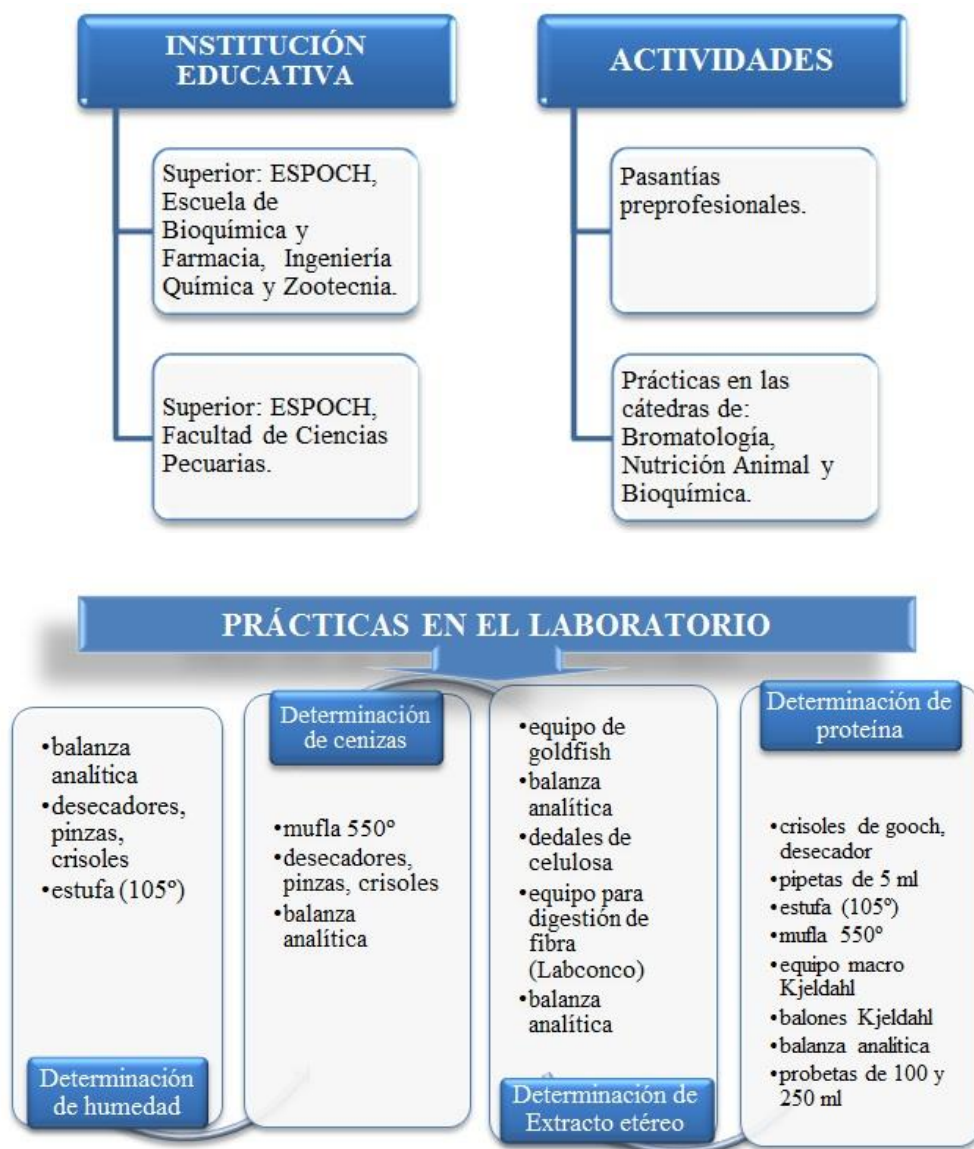 INSTITUCIÓN
EDUCATIVA
Superior: ESPOCH,
Escuela de
Bioquímica y
Farmacia, Ingeniería
Química y Zootecnia.
Superior: ESPOCH,
Facultad de Ciencias
Pecuarias.
ACTIVIDADES
Pasantías
preprofesionales.
Prácticas en las
cátedras de:
Bromatología,
Nutrición Animal y
Bioquímica.
PRÁCTICAS EN EL LABORATORIO
•balanza
analítica
•desecadores,
pinzas,
crisoles
•estufa (105º)
Determinación
de humedad
Determinación
de cenizas
•mufla 550º
•desecadores,
pinzas, crisoles
•balanza
analítica
•equipo de
goldfish
•balanza
analítica
•dedales de
celulosa
•equipo para
digestión de
fibra
(Labconco)
•balanza
analítica
Determinación de
Extracto etéreo
Determinación de
proteína
•crisoles de gooch,
desecador
•pipetas de 5 ml
•estufa (105º)
•mufla 550º
•equipo macro
Kjeldahl
•balones Kjeldahl
•balanza analítica
•probetas de 100 y
250 ml